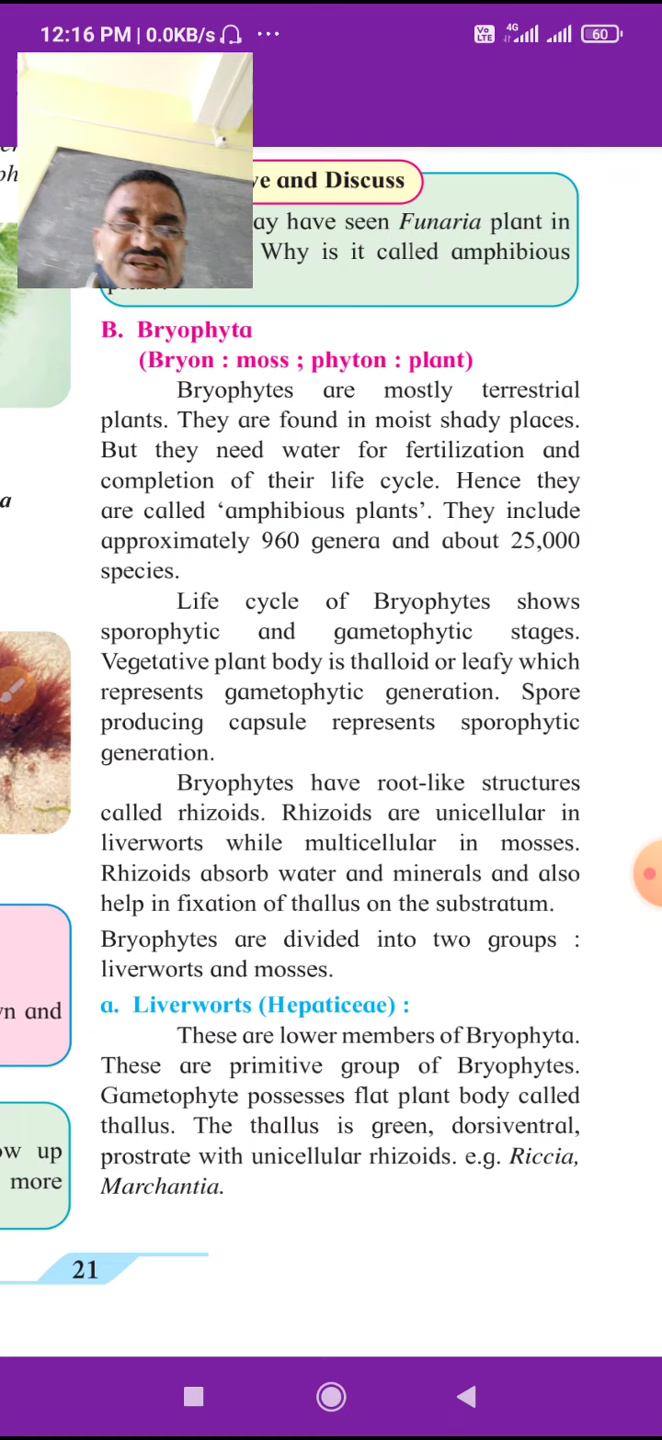 12:16 PM | 0.0KB/s ...
Vo LTE 4G 60
ve and Discuss
ay have seen Funaria plant in
Why is it called amphibious
B. Bryophyta
(Bryon : moss ; phyton : plant)
Bryophytes are mostly terrestrial
plants. They are found in moist shady places.
But they need water for fertilization and
completion of their life cycle. Hence they
are called ‘amphibious plants’. They include
approximately 960 genera and about 25,000
species.
Life cycle of Bryophytes shows
sporophytic and gametophytic stages.
Vegetative plant body is thalloid or leafy which
represents gametophytic generation. Spore
producing capsule represents sporophytic
generation.
Bryophytes have root-like structures
called rhizoids. Rhizoids are unicellular in
liverworts while multicellular in mosses.
Rhizoids absorb water and minerals and also
help in fixation of thallus on the substratum.
Bryophytes are divided into two groups :
liverworts and mosses.
a. Liverworts (Hepaticeae) :
These are lower members of Bryophyta.
These are primitive group of Bryophytes.
Gametophyte possesses flat plant body called
thallus. The thallus is green, dorsiventral,
prostrate with unicellular rhizoids. e.g. Riccia,
Marchantia.
a
n and
ow up
more
21